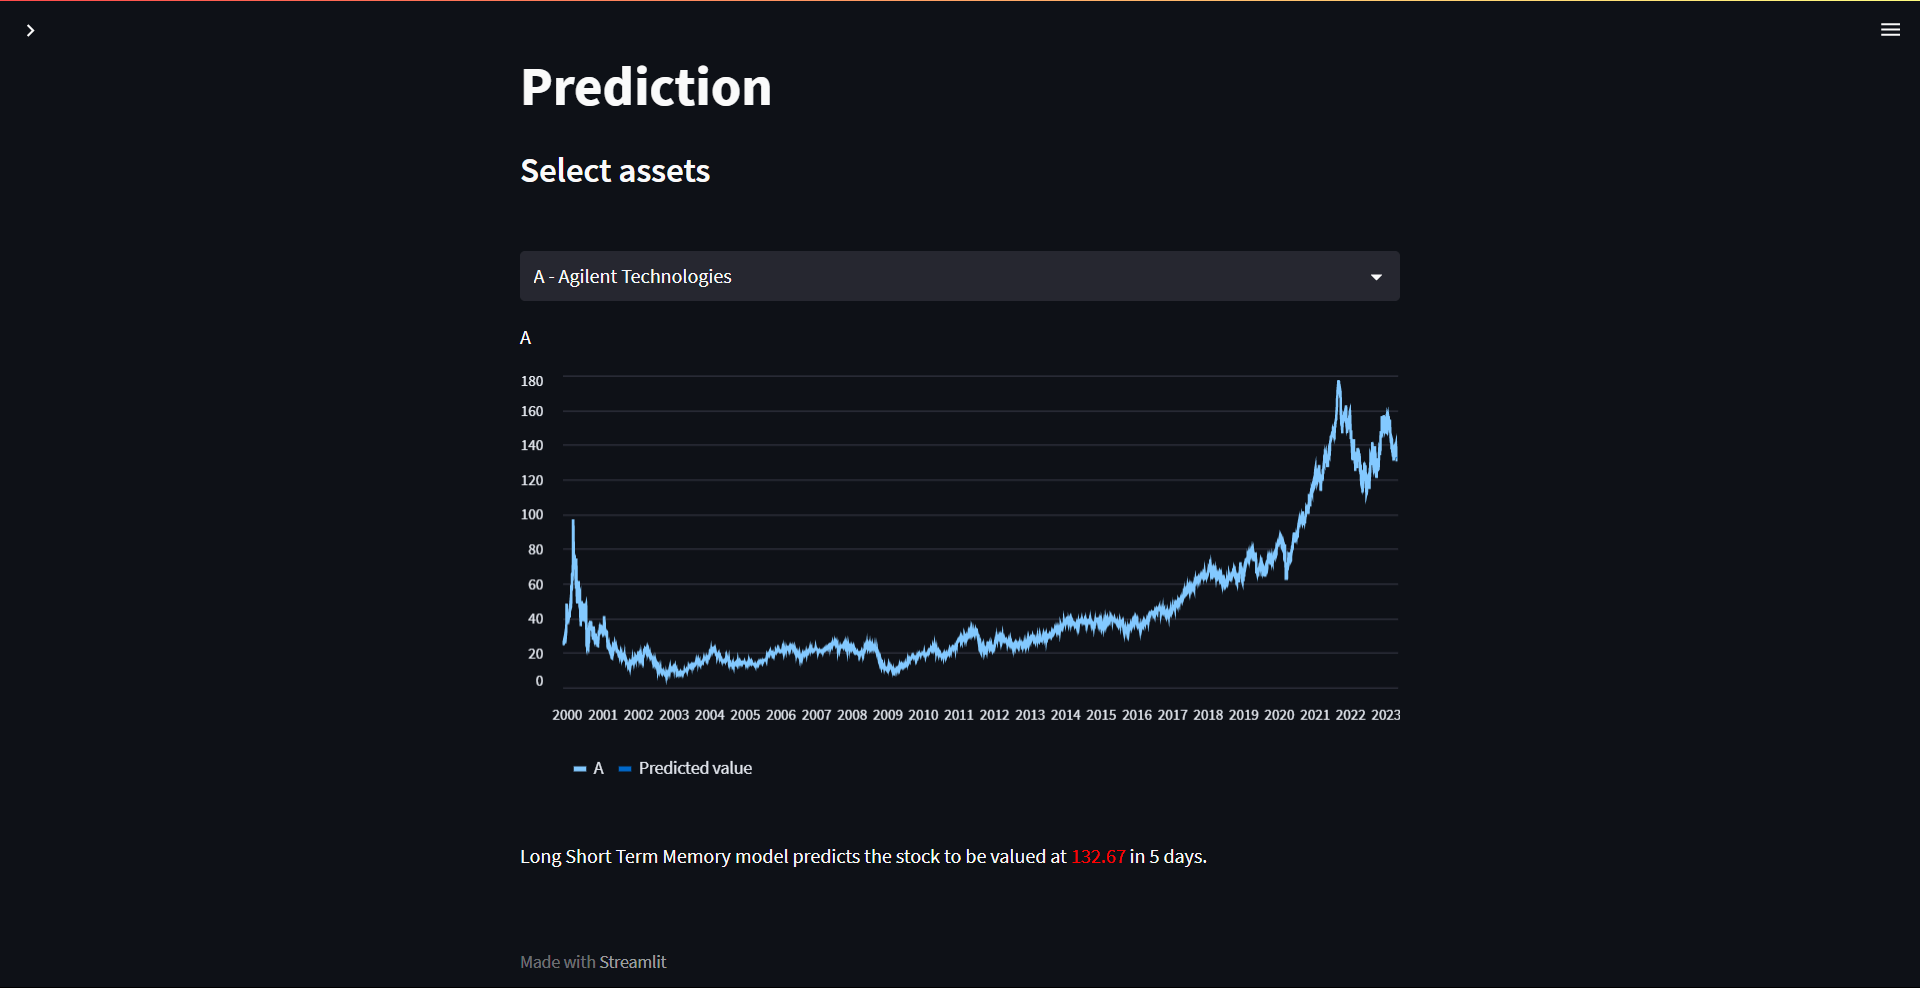 Prediction
Select assets
A - Agilent Technologies
A
180
160
140
120
100
80
60
40
20
0
2000 2001 2002 2003 2004 2005 2006 2007 2008 2009 2010 2011 2012 2013 2014 2015 2016 2017 2018 2019 2020 2021 2022 2023
A Predicted value
Long Short Term Memory model predicts the stock to be valued at 132.67 in 5 days.
Made with Streamlit